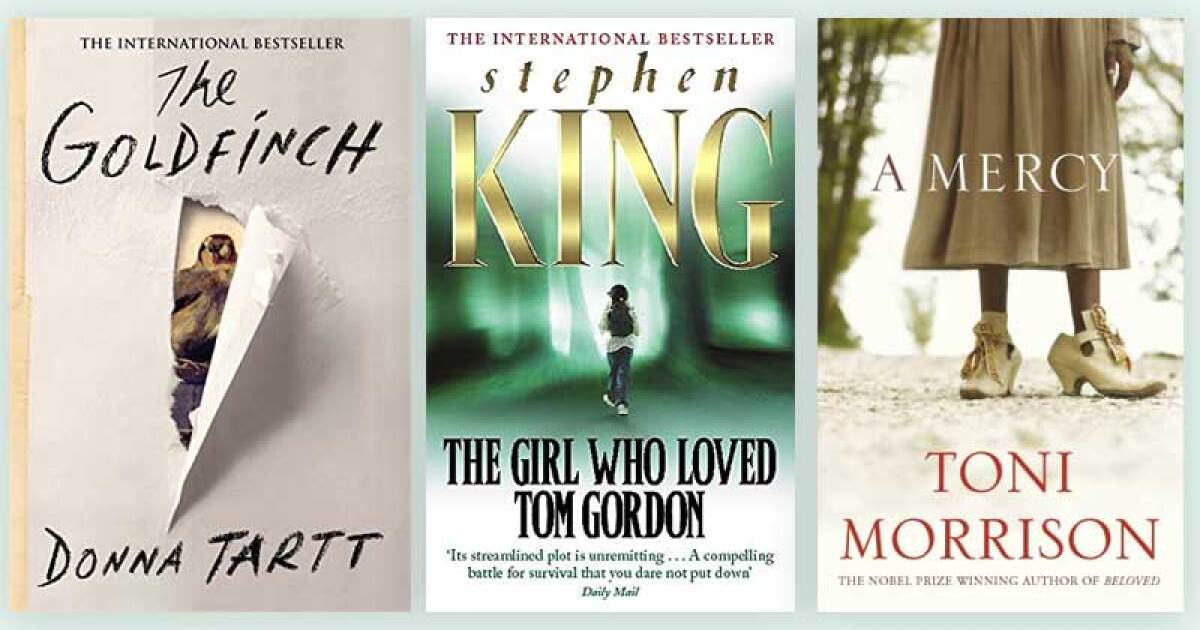 THE INTERNATIONAL BESTSELLER
The
GOLDFINCH
DONNA TARTT
THE INTERNATIONAL BESTSELLER
stephen
KING
THE GIRL WHO LOVED
TOM GORDON
‘Its streamlined plot is unremitting . . . A compelling
battle for survival that you dare not put down’
Daily Mail
A MERCY
TONI
MORRISON
THE NOBEL PRIZE WINNING AUTHOR OF BELOVED